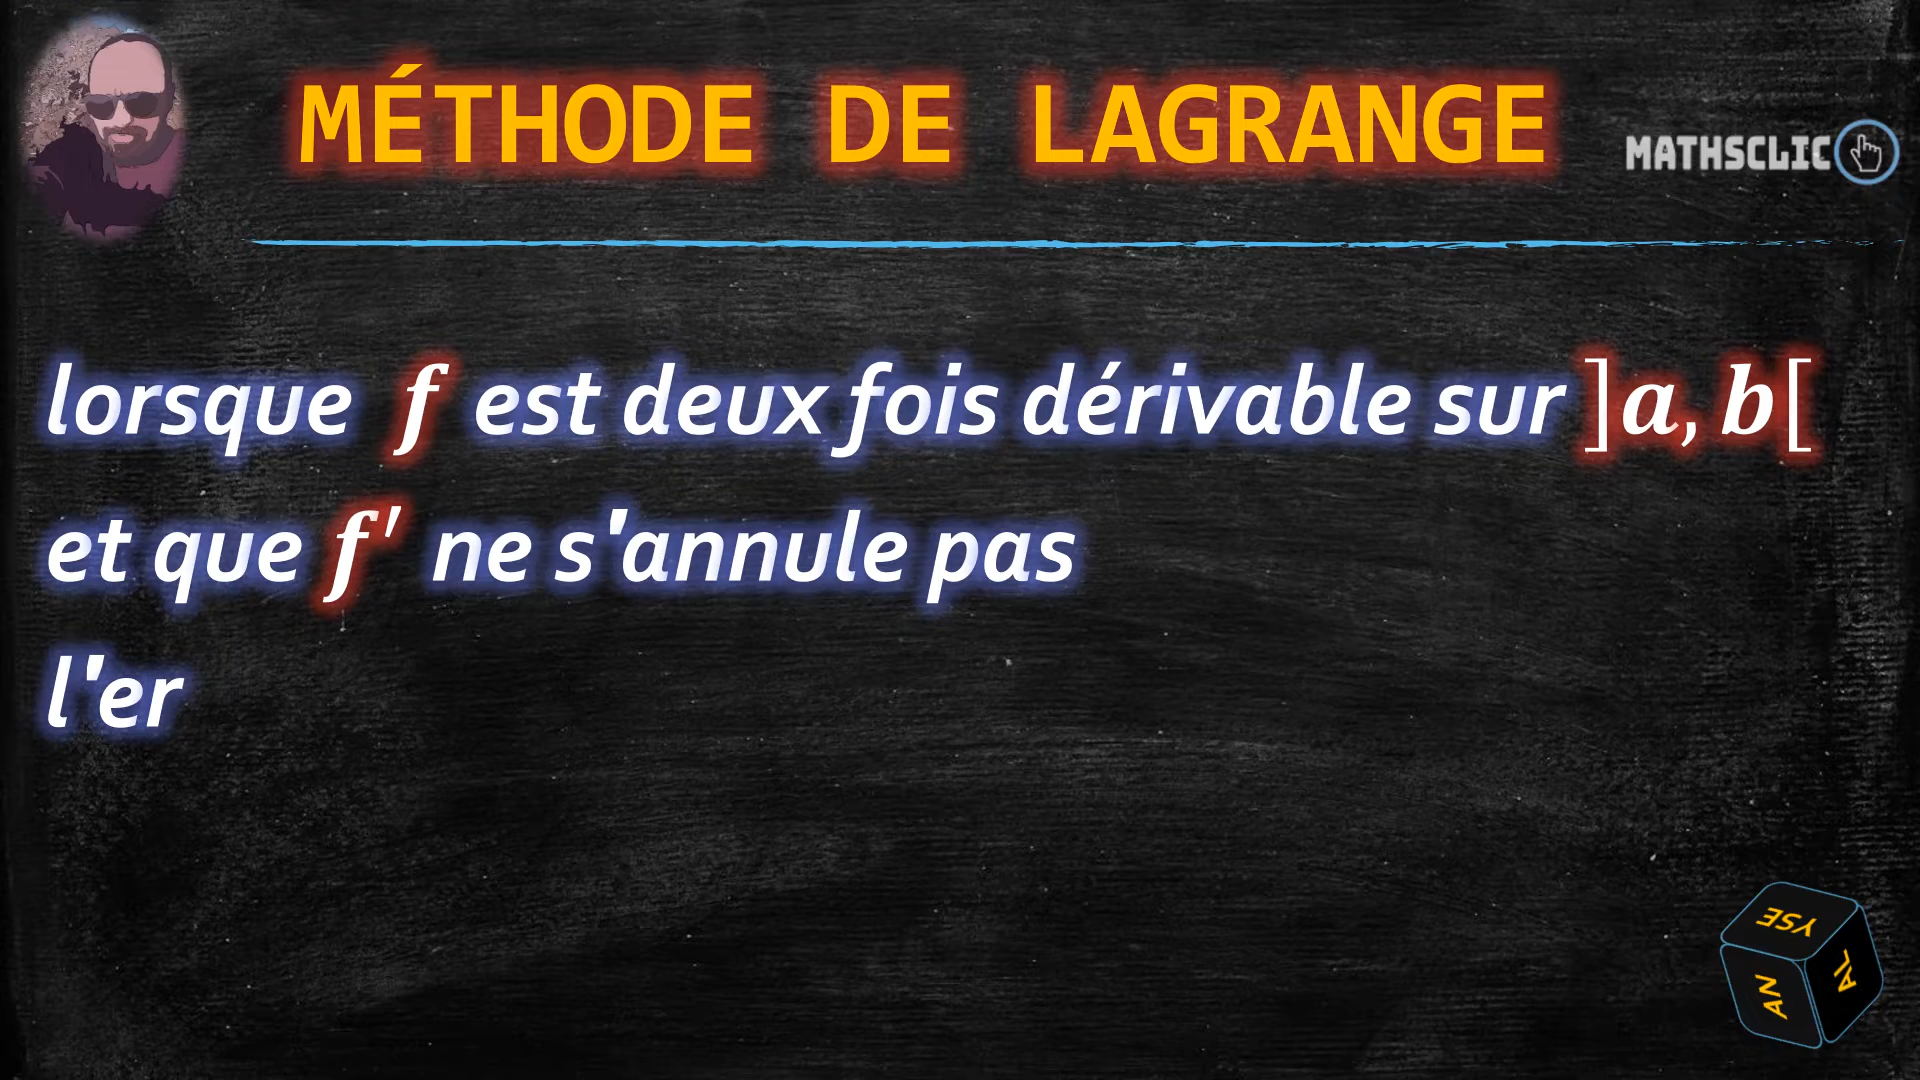 MÉTHODE DE LAGRANGE
MATHSCLIC
lorsque f est deux fois dérivable sur ]a, b[
et que f' ne s'annule pas
l'er
YSE
AN
AL